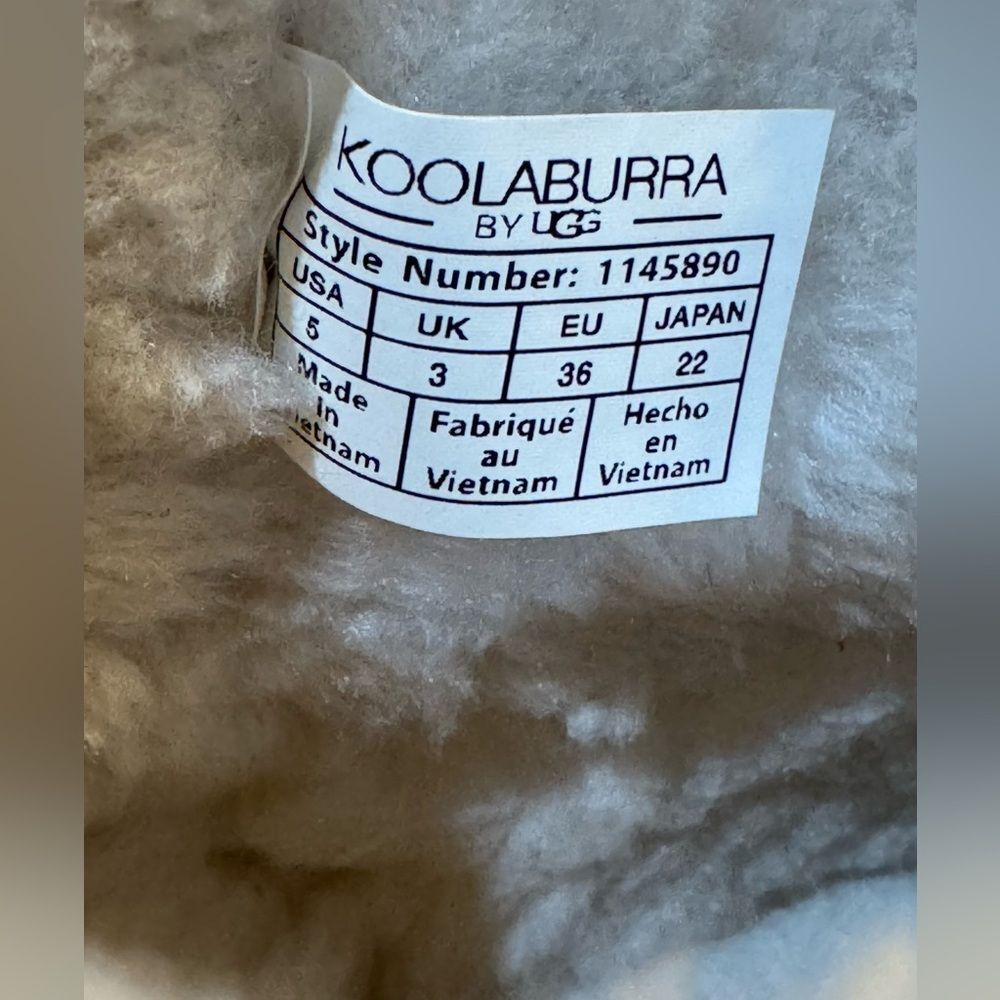 KOOLABURRA
BY UGG
Style Number: 1145890
USA UK EU JAPAN
5 3 36 22
Made in ietnam
Fabriqué au Vietnam
Hecho en Vietnam